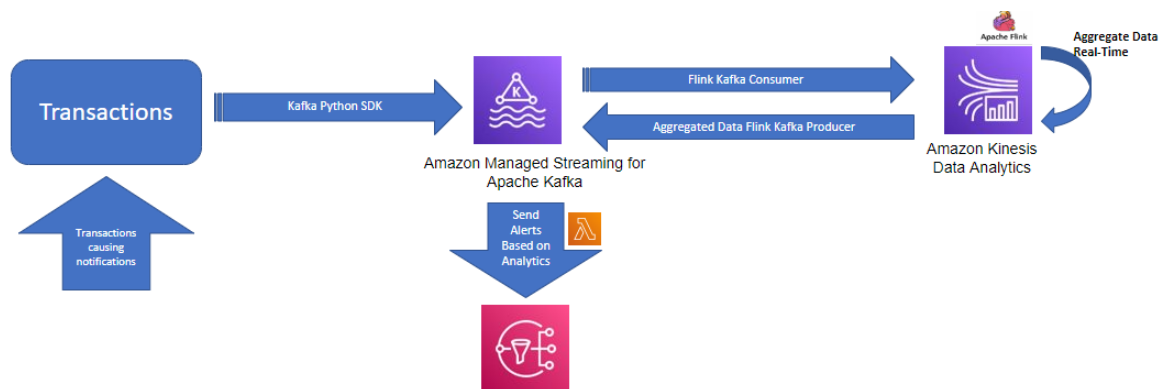 Apache Flink
Aggregate Data
Real-Time
Transactions
Kafka Python SDK
K
Flink Kafka Consumer
Aggregated Data Flink Kafka Producer
Amazon Managed Streaming for
Apache Kafka
Amazon Kinesis
Data Analytics
Transactions
causing
notifications
Send
Alerts
Based on
Analytics
λ